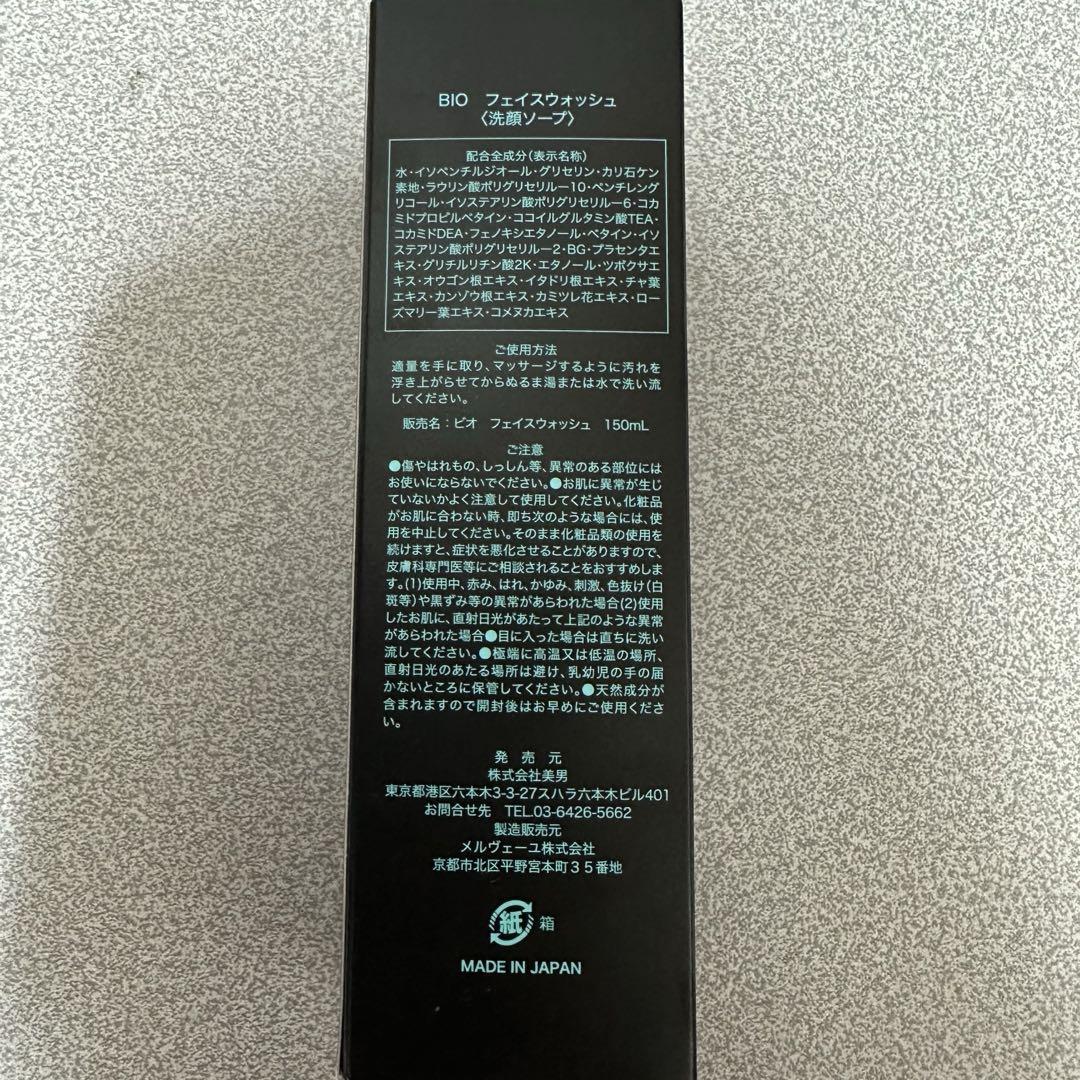 BIO　フェイスウォッシュ
〈洗顔ソープ〉
配合全成分(表示名称)
水・イソペンチルジオール・グリセリン・カリ石ケン
素地・ラウリン酸ポリグリセリルー10・ペンチレング
リコール・イソステアリン酸ポリグリセリルー6・コカ
ミドプロピルベタイン・ココイルグルタミン酸TEA・
コカミドDEA・フェノキシエタノール・ベタイン・イソ
ステアリン酸ポリグリセリルー2・BG・プラセンタエ
キス・グリチルリチン酸2K・エタノール・ツボクサエ
キス・オウゴン根エキス・イタドリ根エキス・チャ葉
エキス・カンゾウ根エキス・カミツレ花エキス・ロー
ズマリー葉エキス・コメヌカエキス
ご使用方法
適量を手に取り、マッサージするように汚れを
浮き上がらせてからぬるま湯または水で洗い流
してください。
販売名：ビオ　フェイスウォッシュ　150mL
ご注意
●傷やはれもの、しっしん等、異常のある部位には
お使いにならないでください。●お肌に異常が生じ
ていないかよく注意して使用してください。化粧品
がお肌に合わない時、即ち次のような場合には、使
用を中止してください。そのまま化粧品類の使用を
続けますと、症状を悪化させることがありますので、
皮膚科専門医等にご相談されることをおすすめしま
す。(1)使用中、赤み、はれ、かゆみ、刺激、色抜け(白
斑等)や黒ずみ等の異常があらわれた場合(2)使用
したお肌に、直射日光があたって上記のような異常
があらわれた場合●目に入った場合は直ちに洗い
流してください。●極端に高温又は低温の場所、
直射日光のあたる場所は避け、乳幼児の手の届
かないところに保管してください。●天然成分が
含まれますので開封後はお早めにご使用くださ
い。
発　売　元
株式会社美男
東京都港区六本木3-3-27スハラ六本木ビル401
お問合せ先　TEL.03-6426-5662
製造販売元
メルヴェーユ株式会社
京都市北区平野宮本町３５番地
紙 箱
MADE IN JAPAN